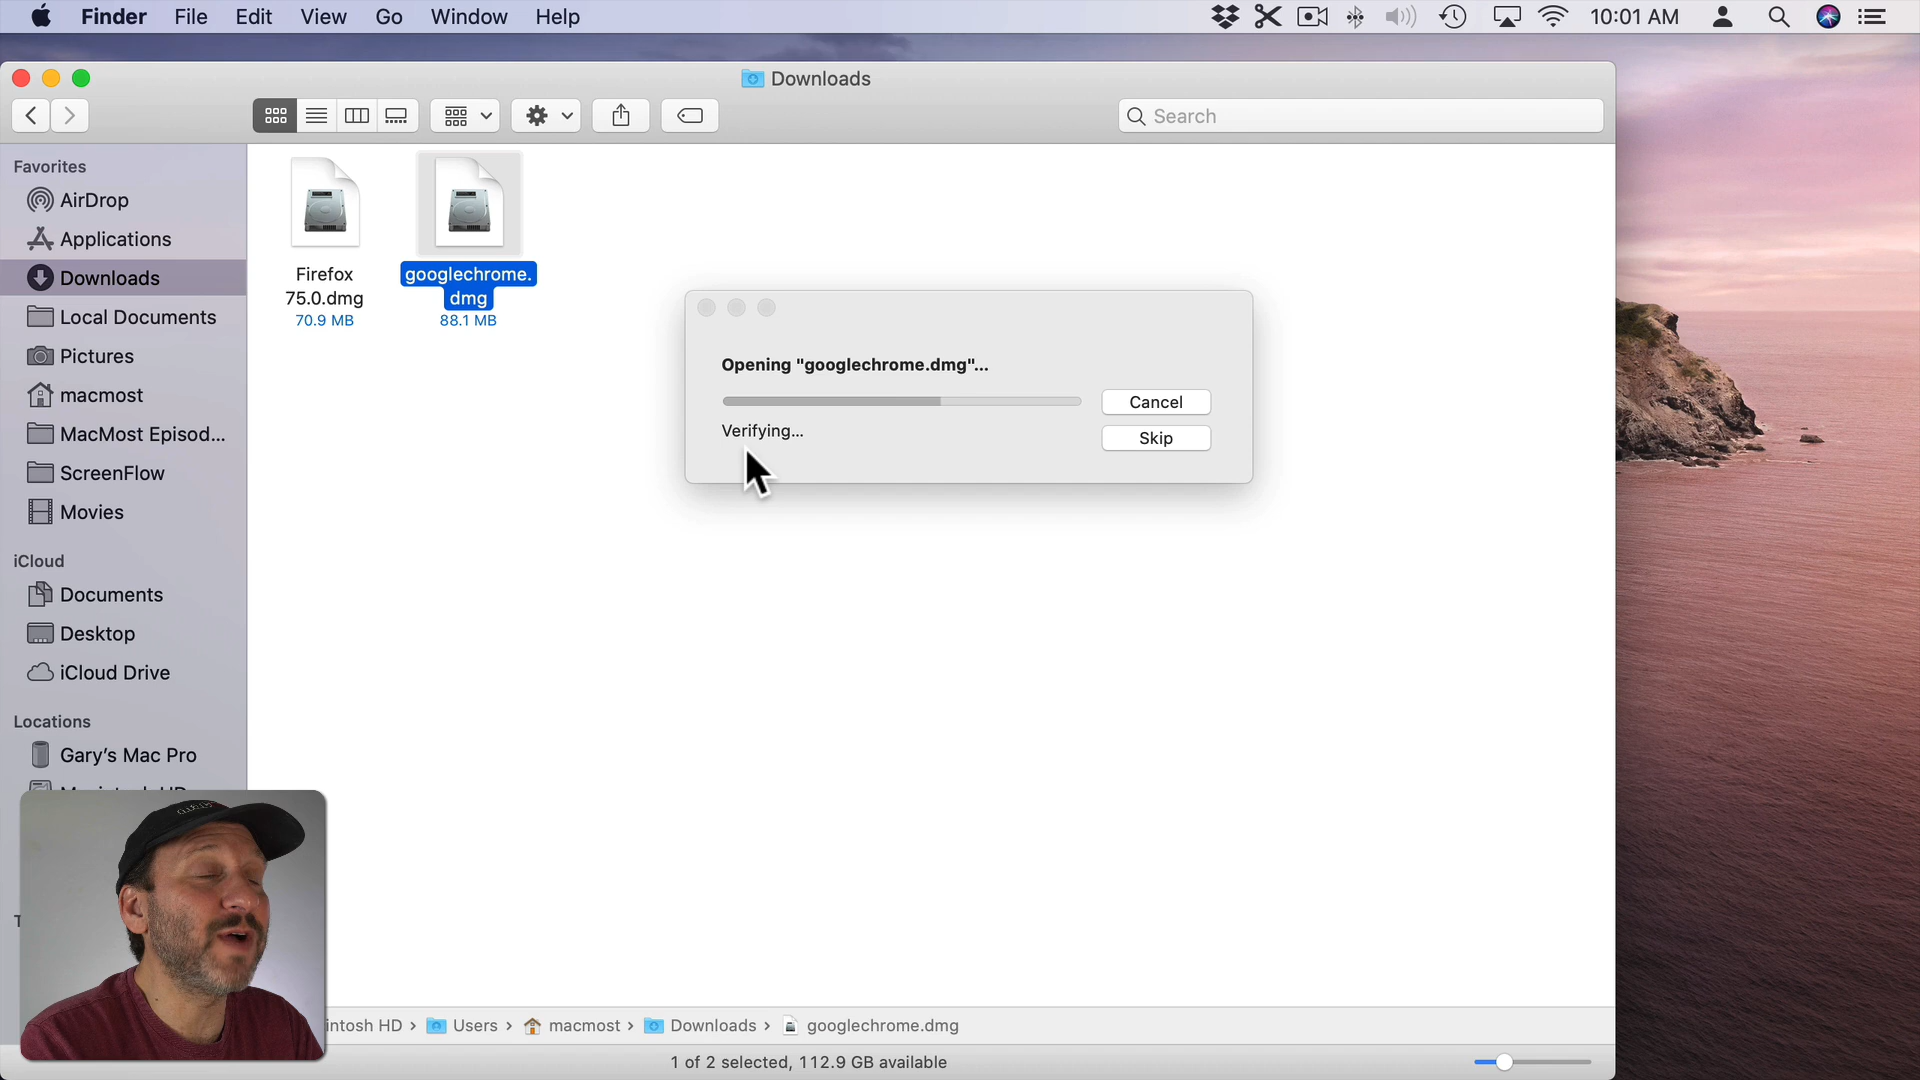 Finder File Edit View Go Window Help 10:01 AM
Downloads
Search
Favorites
AirDrop
Applications
Downloads
Local Documents
Pictures
macmost
MacMost Episod...
ScreenFlow
Movies
iCloud
Documents
Desktop
iCloud Drive
Locations
Gary's Mac Pro
Firefox
75.0.dmg
70.9 MB
googlechrome.
dmg
88.1 MB
Opening "googlechrome.dmg"...
Cancel
Verifying...
Skip
intosh HD › Users › macmost › Downloads › googlechrome.dmg
1 of 2 selected, 112.9 GB available